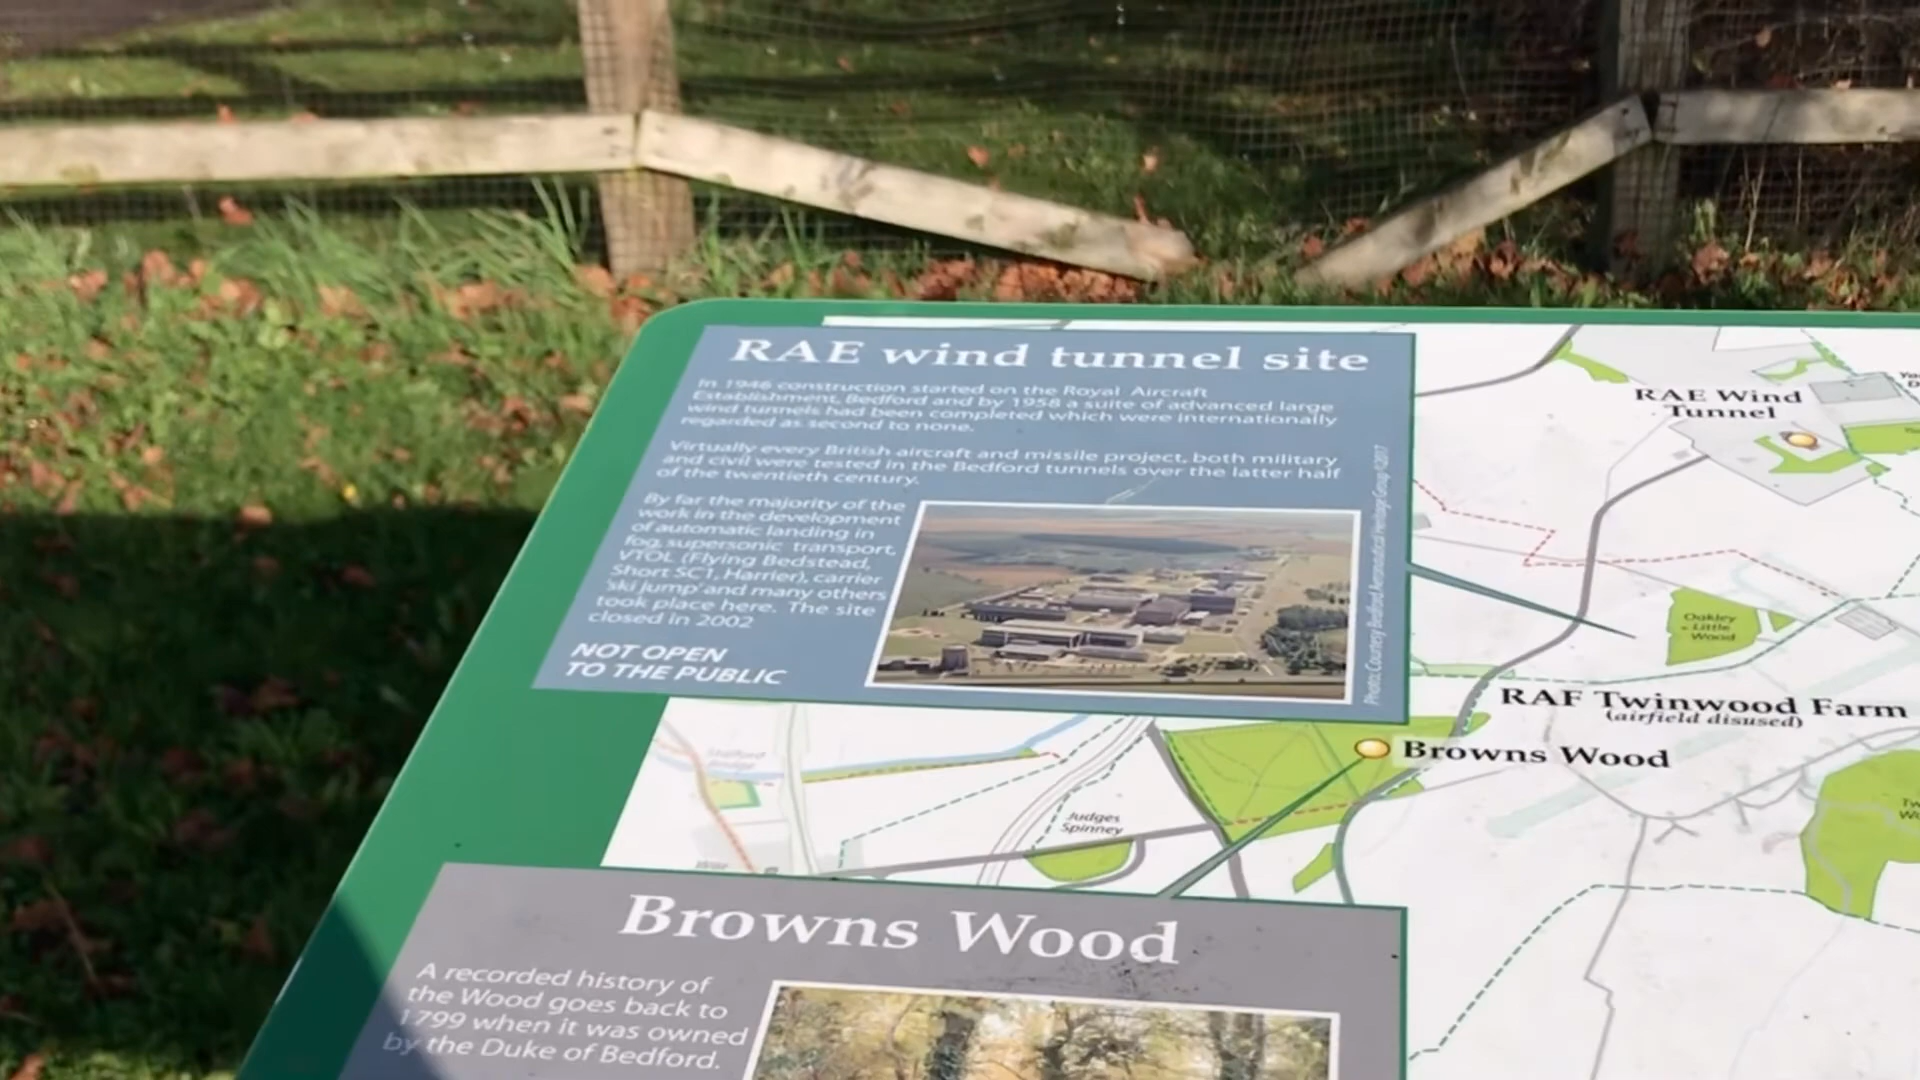 RAE wind tunnel site
In 1946 construction started on the Royal Aircraft
Establishment, Bedford and by 1958 a suite of advanced large
wind tunnels had been completed which were internationally
regarded as second to none.
Virtually every British aircraft and missile project, both military
and civil were tested in the Bedford tunnels over the latter half
of the twentieth century.
By far the majority of the
work in the development
of automatic landing in
fog, supersonic transport,
VTOL (Flying Bedstead,
Short SC1, Harrier), carrier
'ski jump' and many others
took place here. The site
closed in 2002
NOT OPEN
TO THE PUBLIC
Photo: Courtesy Bedford Aeronautical Heritage Group
RAE Wind
Tunnel
Oakley
Little
Wood
RAF Twinwood Farm
(airfield disused)
Browns Wood
Judges
Spinney
Browns Wood
A recorded history of
the Wood goes back to
1799 when it was owned
by the Duke of Bedford.